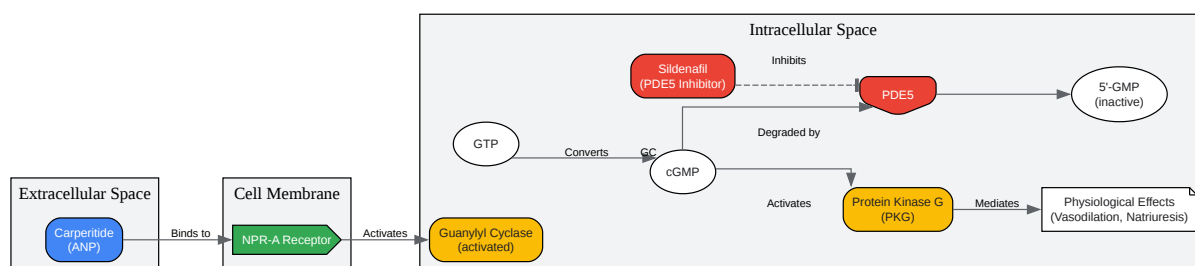 Intracellular Space
Sildenafil
(PDE5 Inhibitor)
Inhibits
PDE5
5'-GMP
(inactive)
Degraded by
GTP
Converts
GC
cGMP
Extracellular Space
Cell Membrane
Activates
Protein Kinase G
(PKG)
Mediates
Physiological Effects
(Vasodilation, Natriuresis)
Carperitide
(ANP)
Binds to
NPR-A Receptor
Activates
Guanylyl Cyclase
(activated)